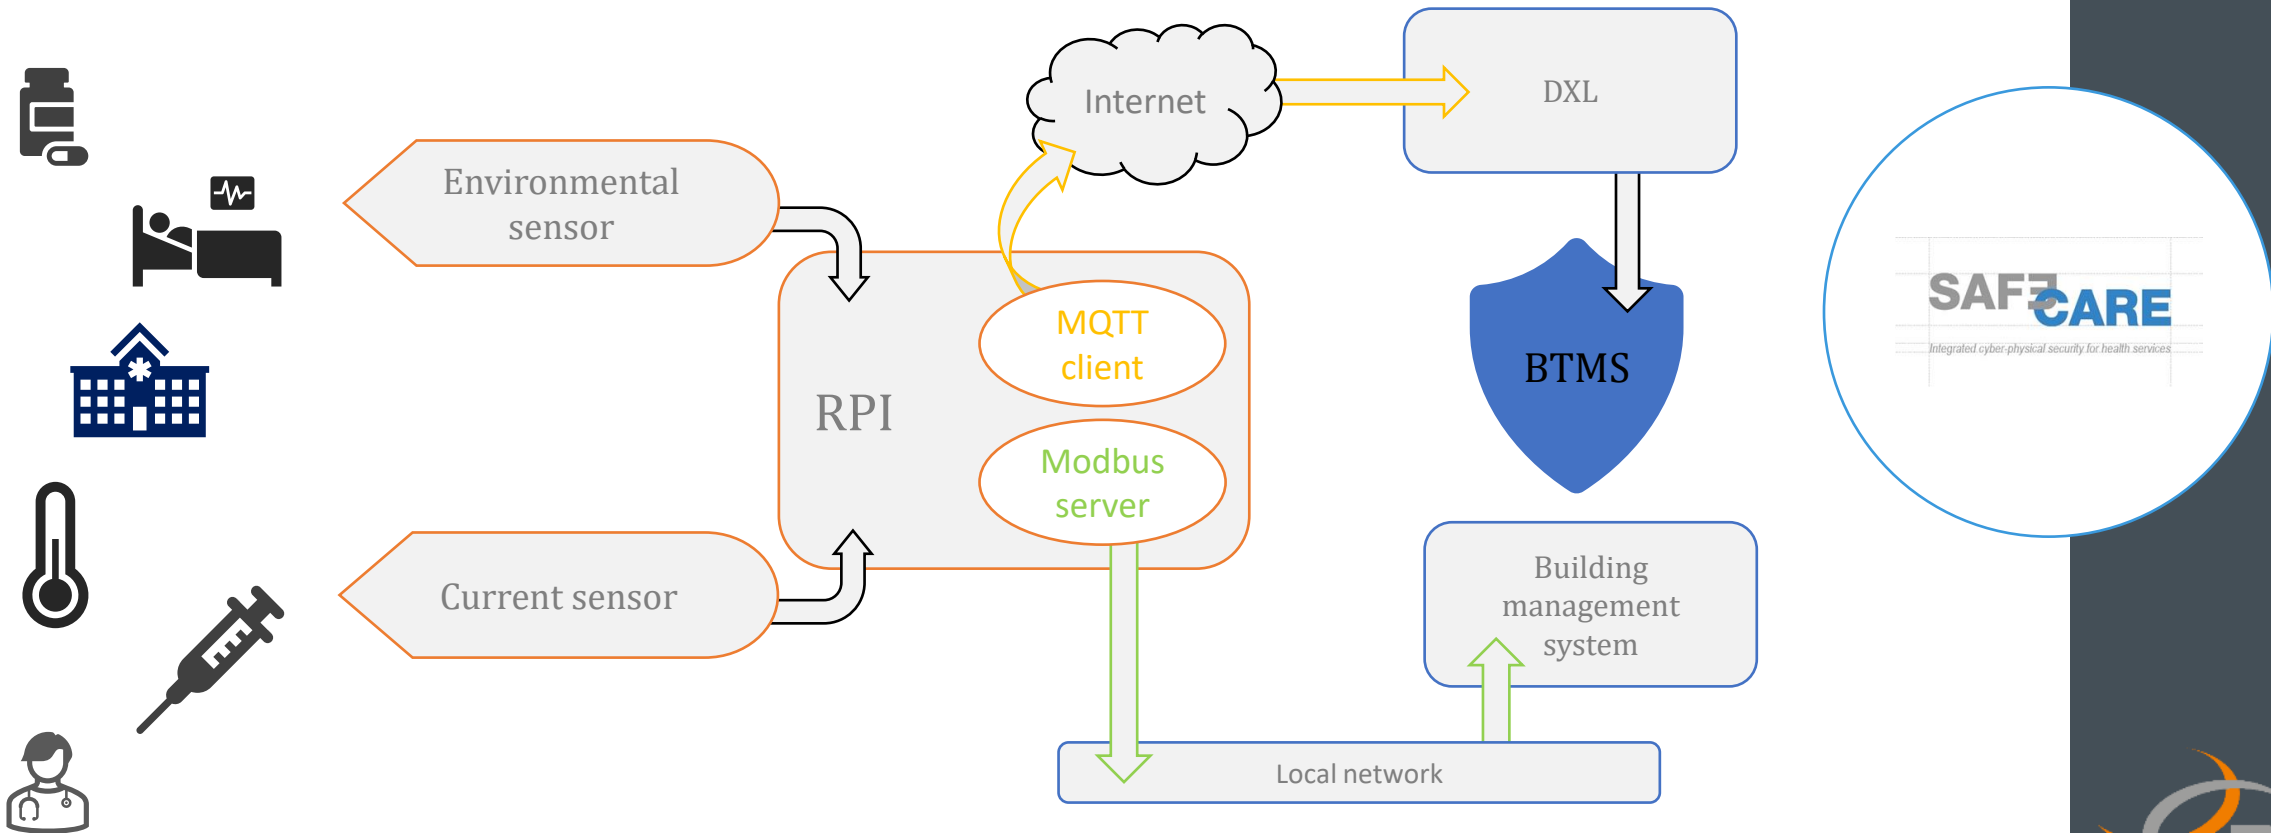 Internet
DXL
Environmental
sensor
MQTT
client
RPI
BTMS
SAFECARE
Integrated cyber-physical security for health services
Modbus
server
Current sensor
Building
management
system
Local network